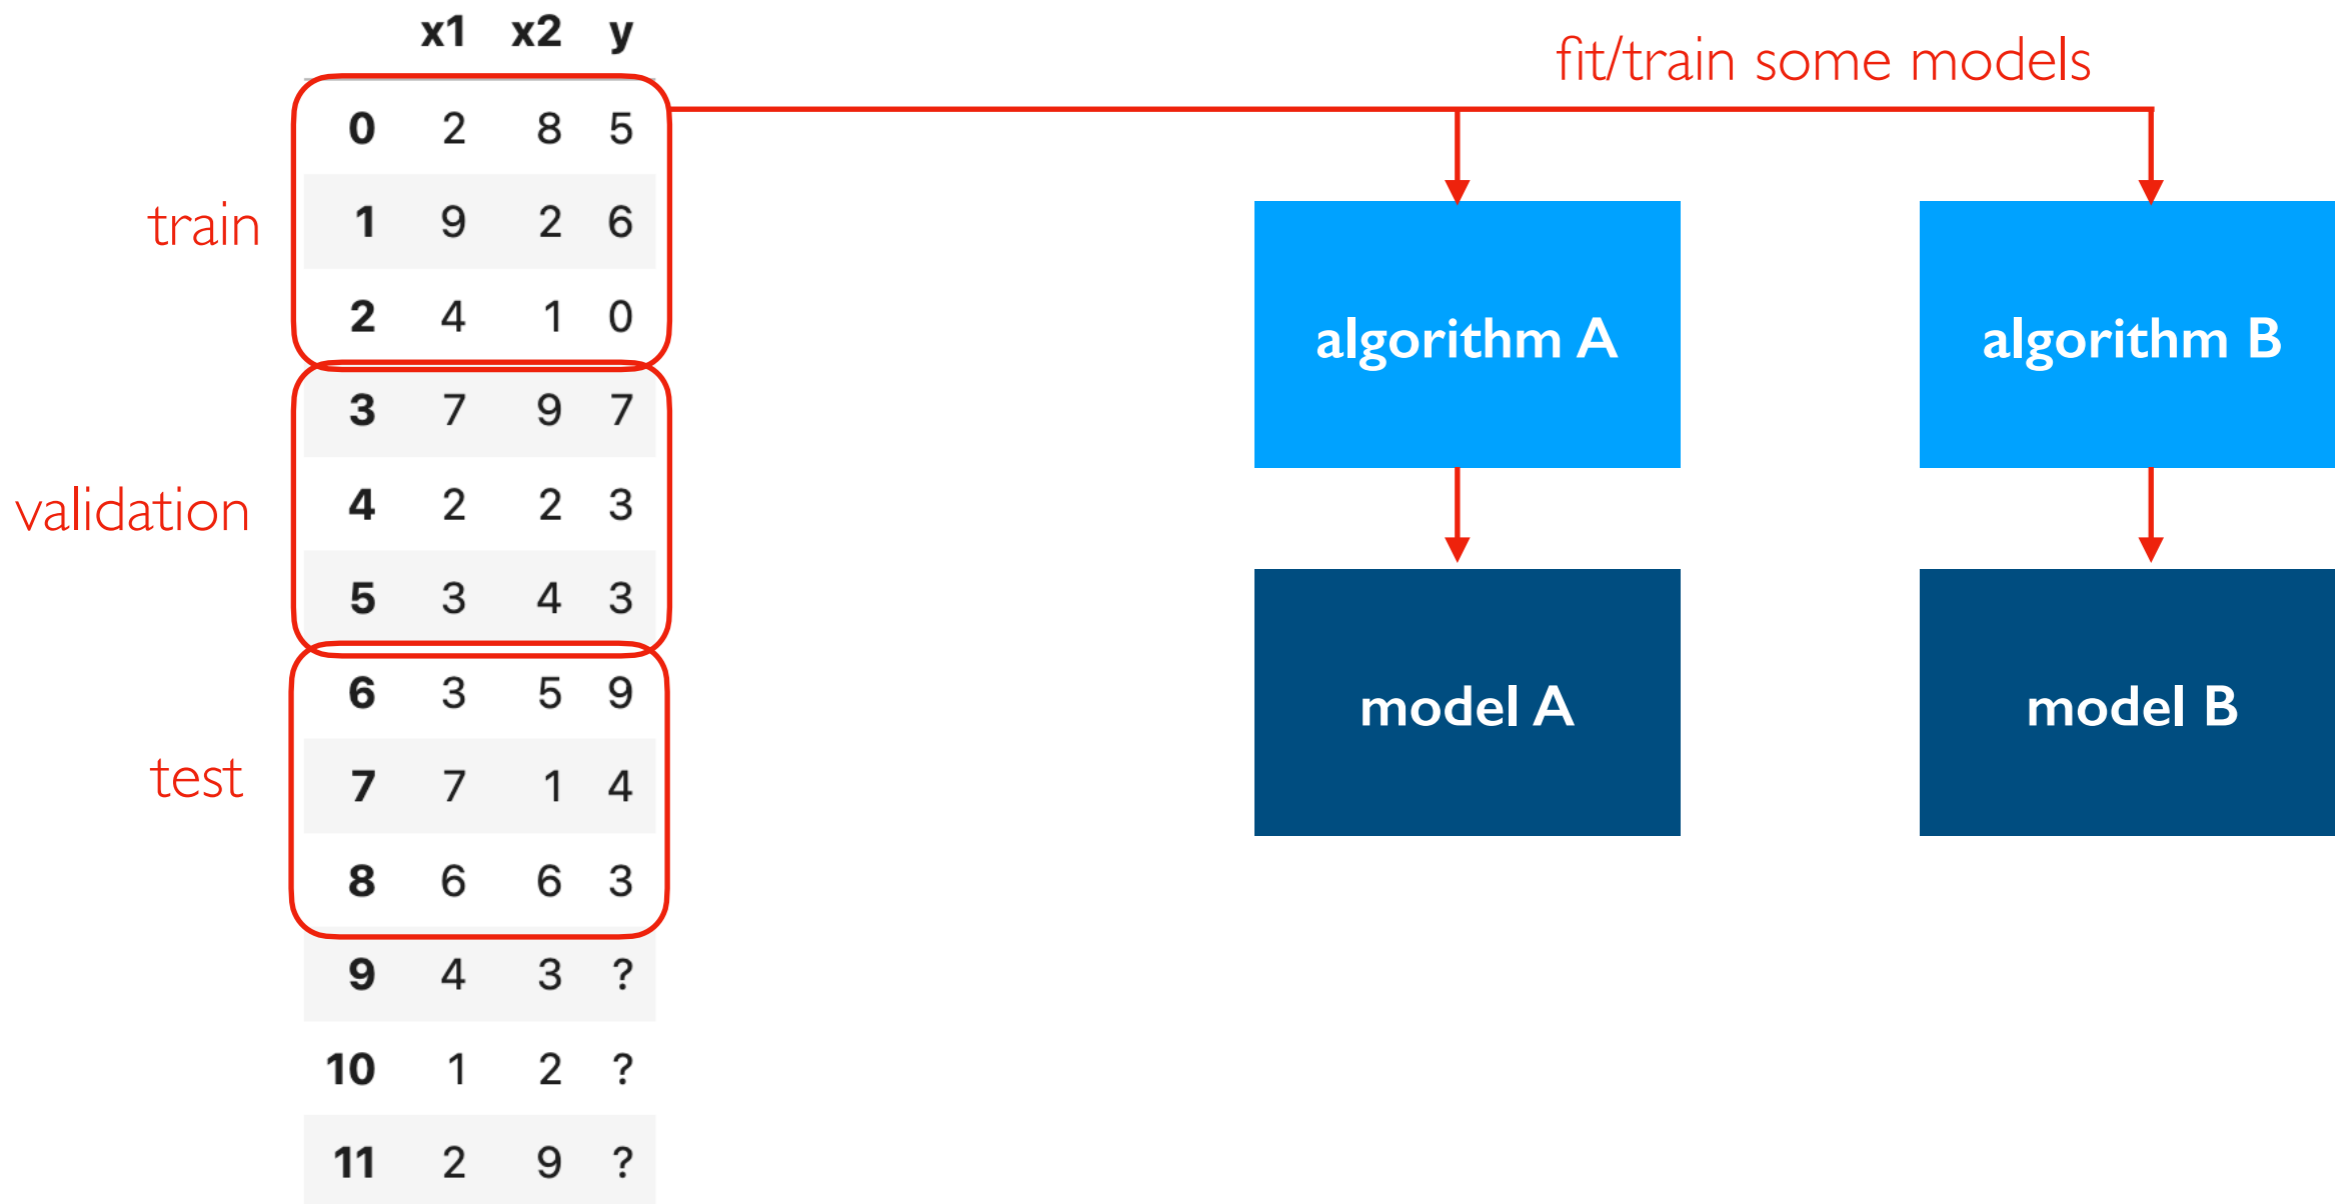 x1 x2 y
fit/train some models
0 2 8 5
train
1 9 2 6
2 4 1 0
algorithm A
algorithm B
3 7 9 7
validation
4 2 2 3
5 3 4 3
6 3 5 9
model A
model B
test
7 7 1 4
8 6 6 3
9 4 3 ?
10 1 2 ?
11 2 9 ?